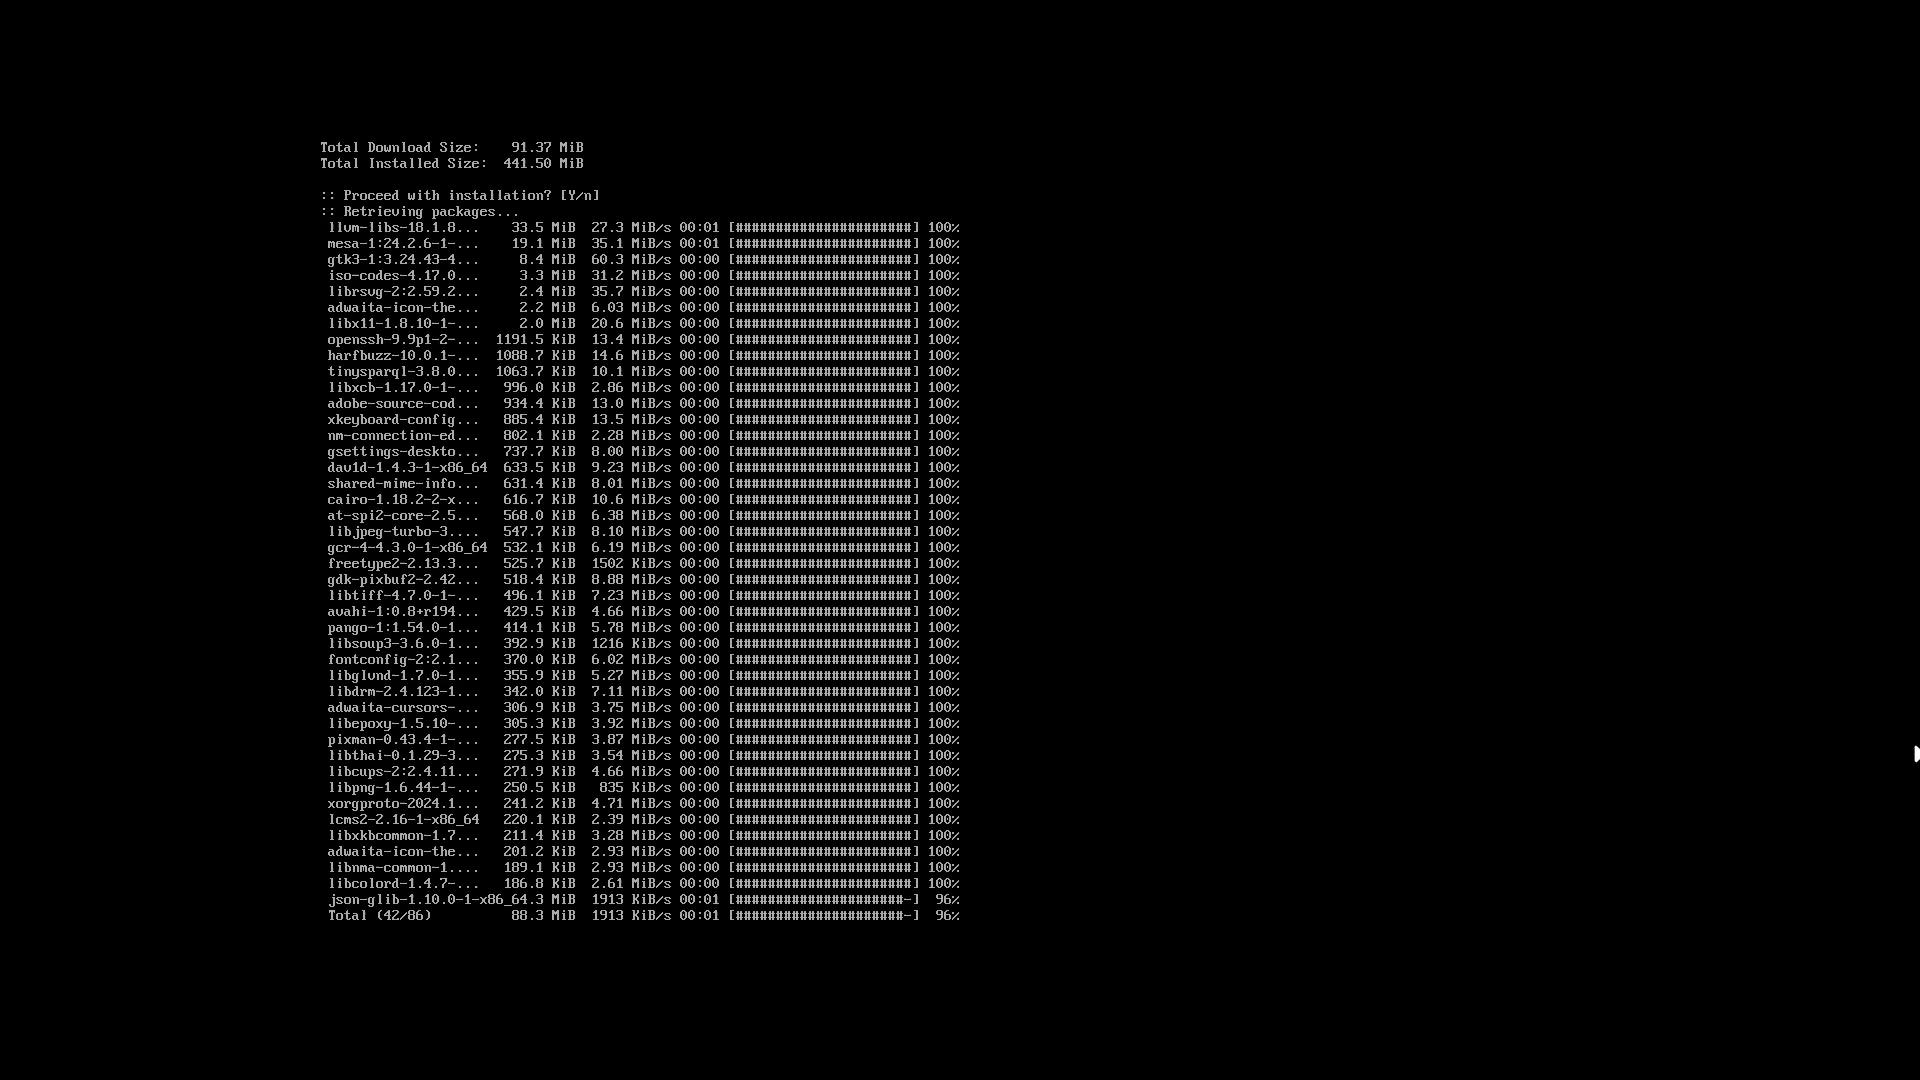 Total Download Size:    91.37 MiB
Total Installed Size:  441.50 MiB
:: Proceed with installation? [Y/n]
:: Retrieving packages...
llvm-libs-18.1.8...    33.5 MiB  27.3 MiB/s 00:01 [######################] 100%
mesa-1:24.2.6-1-...    19.1 MiB  35.1 MiB/s 00:01 [######################] 100%
gtk3-1:3.24.43-4...     8.4 MiB  60.3 MiB/s 00:00 [######################] 100%
iso-codes-4.17.0...     3.3 MiB  31.2 MiB/s 00:00 [######################] 100%
librsvg-2:2.59.2...     2.4 MiB  35.7 MiB/s 00:00 [######################] 100%
adwaita-icon-the...     2.2 MiB  6.03 MiB/s 00:00 [######################] 100%
libx11-1.8.10-1-...     2.0 MiB  20.6 MiB/s 00:00 [######################] 100%
openssh-9.9p1-2-...  1191.5 KiB  13.4 MiB/s 00:00 [######################] 100%
harfbuzz-10.0.1-...  1088.7 KiB  14.6 MiB/s 00:00 [######################] 100%
tinysparql-3.8.0...  1063.7 KiB  10.1 MiB/s 00:00 [######################] 100%
libxcb-1.17.0-1-...   996.0 KiB  2.86 MiB/s 00:00 [######################] 100%
adobe-source-cod...   934.4 KiB  13.0 MiB/s 00:00 [######################] 100%
xkeyboard-config...   885.4 KiB  13.5 MiB/s 00:00 [######################] 100%
nm-connection-ed...   802.1 KiB  2.28 MiB/s 00:00 [######################] 100%
gsettings-deskto...   737.7 KiB  8.00 MiB/s 00:00 [######################] 100%
dav1d-1.4.3-1-x86_64  633.5 KiB  9.23 MiB/s 00:00 [######################] 100%
shared-mime-info...   631.4 KiB  8.01 MiB/s 00:00 [######################] 100%
cairo-1.18.2-2-x...   616.7 KiB  10.6 MiB/s 00:00 [######################] 100%
at-spi2-core-2.5...   568.0 KiB  6.38 MiB/s 00:00 [######################] 100%
libjpeg-turbo-3....   547.7 KiB  8.10 MiB/s 00:00 [######################] 100%
gcr-4-4.3.0-1-x86_64  532.1 KiB  6.19 MiB/s 00:00 [######################] 100%
freetype2-2.13.3...   525.7 KiB  1502 KiB/s 00:00 [######################] 100%
gdk-pixbuf2-2.42...   518.4 KiB  8.88 MiB/s 00:00 [######################] 100%
libtiff-4.7.0-1-...   496.1 KiB  7.23 MiB/s 00:00 [######################] 100%
avahi-1:0.8+r194...   429.5 KiB  4.66 MiB/s 00:00 [######################] 100%
pango-1:1.54.0-1...   414.1 KiB  5.78 MiB/s 00:00 [######################] 100%
libsoup3-3.6.0-1...   392.9 KiB  1216 KiB/s 00:00 [######################] 100%
fontconfig-2:2.1...   370.0 KiB  6.02 MiB/s 00:00 [######################] 100%
libglvnd-1.7.0-1...   355.9 KiB  5.27 MiB/s 00:00 [######################] 100%
libdrm-2.4.123-1...   342.0 KiB  7.11 MiB/s 00:00 [######################] 100%
adwaita-cursors-...   306.9 KiB  3.75 MiB/s 00:00 [######################] 100%
libepoxy-1.5.10-...   305.3 KiB  3.92 MiB/s 00:00 [######################] 100%
pixman-0.43.4-1-...   277.5 KiB  3.87 MiB/s 00:00 [######################] 100%
libthai-0.1.29-3...   275.3 KiB  3.54 MiB/s 00:00 [######################] 100%
libcups-2:2.4.11...   271.9 KiB  4.66 MiB/s 00:00 [######################] 100%
libpng-1.6.44-1-...   250.5 KiB   835 KiB/s 00:00 [######################] 100%
xorgproto-2024.1...   241.2 KiB  4.71 MiB/s 00:00 [######################] 100%
lcms2-2.16-1-x86_64   220.1 KiB  2.39 MiB/s 00:00 [######################] 100%
libxkbcommon-1.7...   211.4 KiB  3.28 MiB/s 00:00 [######################] 100%
adwaita-icon-the...   201.2 KiB  2.93 MiB/s 00:00 [######################] 100%
libnma-common-1....   189.1 KiB  2.93 MiB/s 00:00 [######################] 100%
libcolord-1.4.7-...   186.8 KiB  2.61 MiB/s 00:00 [######################] 100%
json-glib-1.10.0-1-x86_64.3 MiB  1913 KiB/s 00:01 [#####################-]  96%
Total (42/86)          88.3 MiB  1913 KiB/s 00:01 [#####################-]  96%